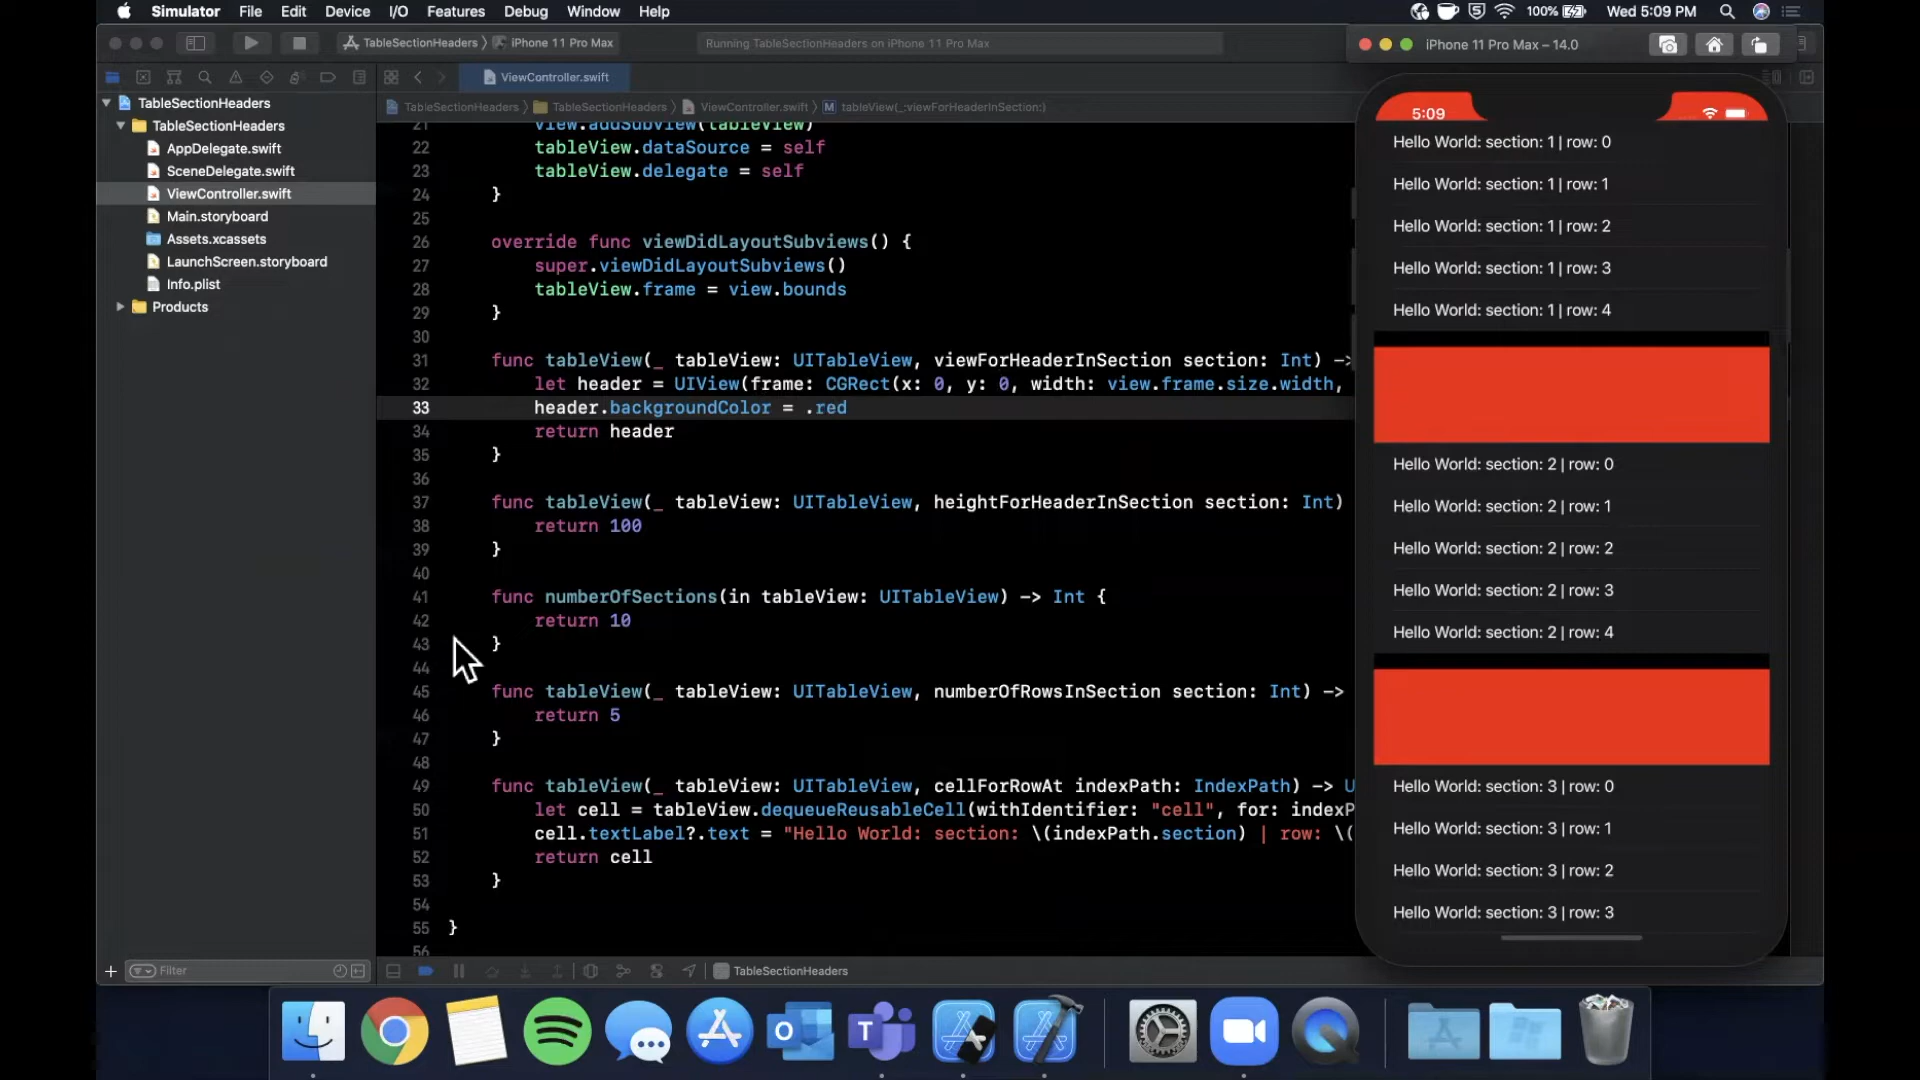 Simulator File Edit Device I/O Features Debug Window Help 100% Wed 5:09 PM
TableSectionHeaders 〉 iPhone 11 Pro Max
Running TableSectionHeaders on iPhone 11 Pro Max
iPhone 11 Pro Max – 14.0
ViewController.swift
TableSectionHeaders
TableSectionHeaders
AppDelegate.swift
SceneDelegate.swift
ViewController.swift
Main.storyboard
Assets.xcassets
LaunchScreen.storyboard
Info.plist
Products
Filter
TableSectionHeaders 〉 TableSectionHeaders 〉 ViewController.swift 〉 M tableView(_:viewForHeaderInSection:)
21 view.addSubview(tableView)
22 tableView.dataSource = self
23 tableView.delegate = self
24 }
25
26 override func viewDidLayoutSubviews() {
27 super.viewDidLayoutSubviews()
28 tableView.frame = view.bounds
29 }
30
31 func tableView(_ tableView: UITableView, viewForHeaderInSection section: Int) ->
32 let header = UIView(frame: CGRect(x: 0, y: 0, width: view.frame.size.width,
33 header.backgroundColor = .red
34 return header
35 }
36
37 func tableView(_ tableView: UITableView, heightForHeaderInSection section: Int)
38 return 100
39 }
40
41 func numberOfSections(in tableView: UITableView) -> Int {
42 return 10
43 }
44
45 func tableView(_ tableView: UITableView, numberOfRowsInSection section: Int) ->
46 return 5
47 }
48
49 func tableView(_ tableView: UITableView, cellForRowAt indexPath: IndexPath) -> U
50 let cell = tableView.dequeueReusableCell(withIdentifier: "cell", for: indexP
51 cell.textLabel?.text = "Hello World: section: \(indexPath.section) | row: \(
52 return cell
53 }
54
55 }
56
TableSectionHeaders
5:09
Hello World: section: 1 | row: 0
Hello World: section: 1 | row: 1
Hello World: section: 1 | row: 2
Hello World: section: 1 | row: 3
Hello World: section: 1 | row: 4
Hello World: section: 2 | row: 0
Hello World: section: 2 | row: 1
Hello World: section: 2 | row: 2
Hello World: section: 2 | row: 3
Hello World: section: 2 | row: 4
Hello World: section: 3 | row: 0
Hello World: section: 3 | row: 1
Hello World: section: 3 | row: 2
Hello World: section: 3 | row: 3